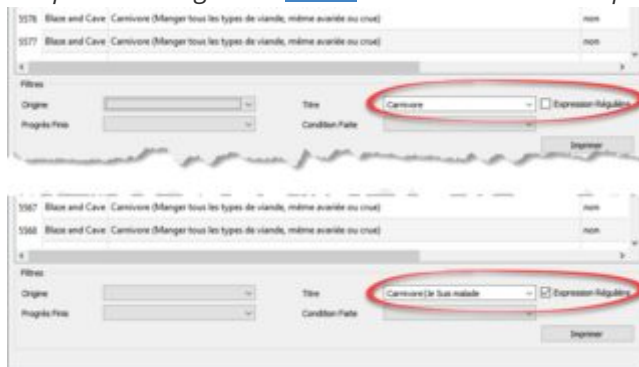 5576 Blaze and Cave Carnivore (Manger tous les types de viande, même avariée ou crue) non
5577 Blaze and Cave Carnivore (Manger tous les types de viande, même avariée ou crue) non
Filtres
Origine Titre Carnivore Expression Régulière
Progrès Finis Condition Faite
Imprimer
5567 Blaze and Cave Carnivore (Manger tous les types de viande, même avariée ou crue) non
5568 Blaze and Cave Carnivore (Manger tous les types de viande, même avariée ou crue) non
Filtres
Origine Titre Carnivore|Je Suis malade Expression Régulière
Progrès Finis Condition Faite
Imprimer